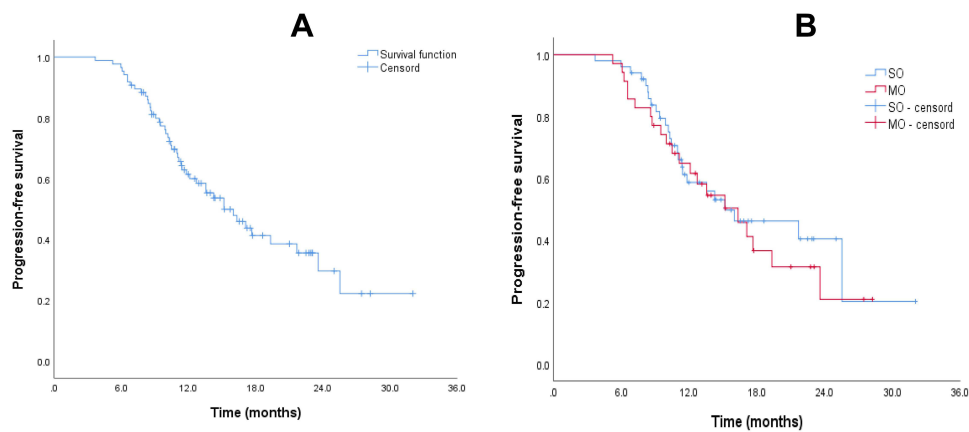 A
Survival function
Censord
Progression-free survival
1.0
0.8
0.6
0.4
0.2
0.0
.0 6.0 12.0 18.0 24.0 30.0 36.0
Time (months)
B
SO
MO
SO - censord
MO - censord
Progression-free survival
1.0
0.8
0.6
0.4
0.2
0.0
.0 6.0 12.0 18.0 24.0 30.0 36.0
Time (months)